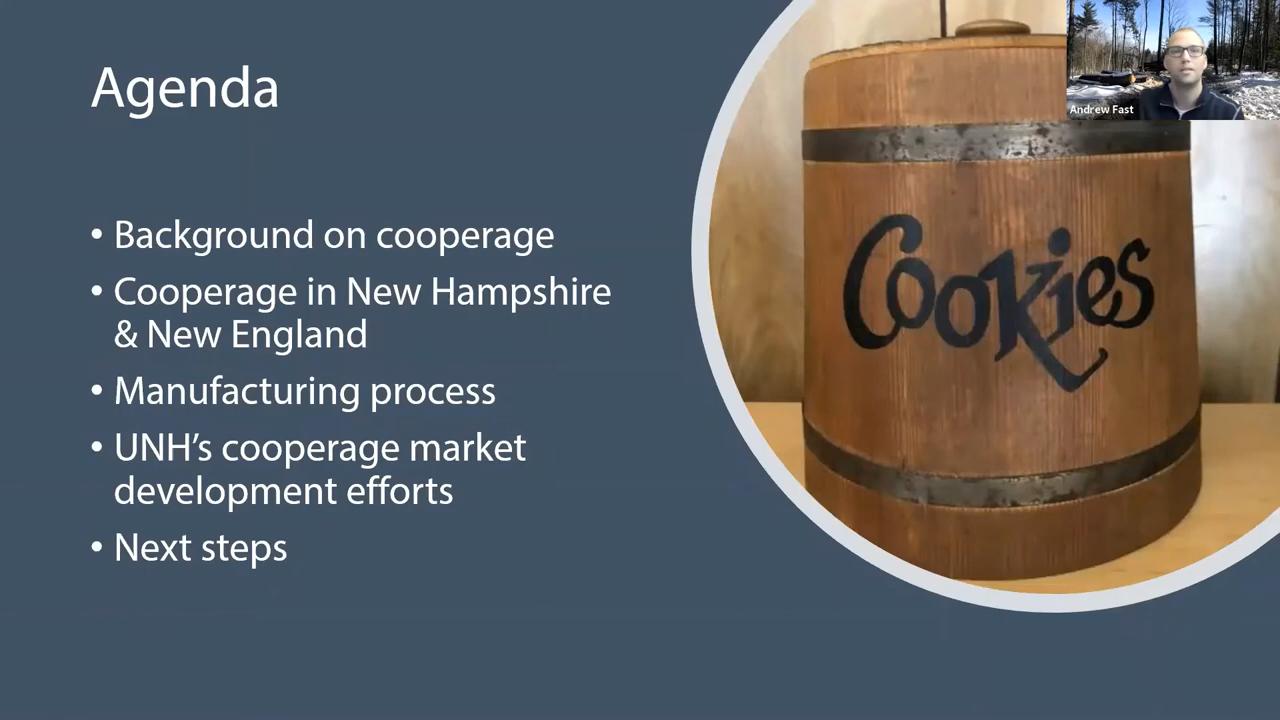 Agenda
• Background on cooperage
• Cooperage in New Hampshire
& New England
• Manufacturing process
• UNH’s cooperage market
development efforts
• Next steps
Cookies
Andrew Fast